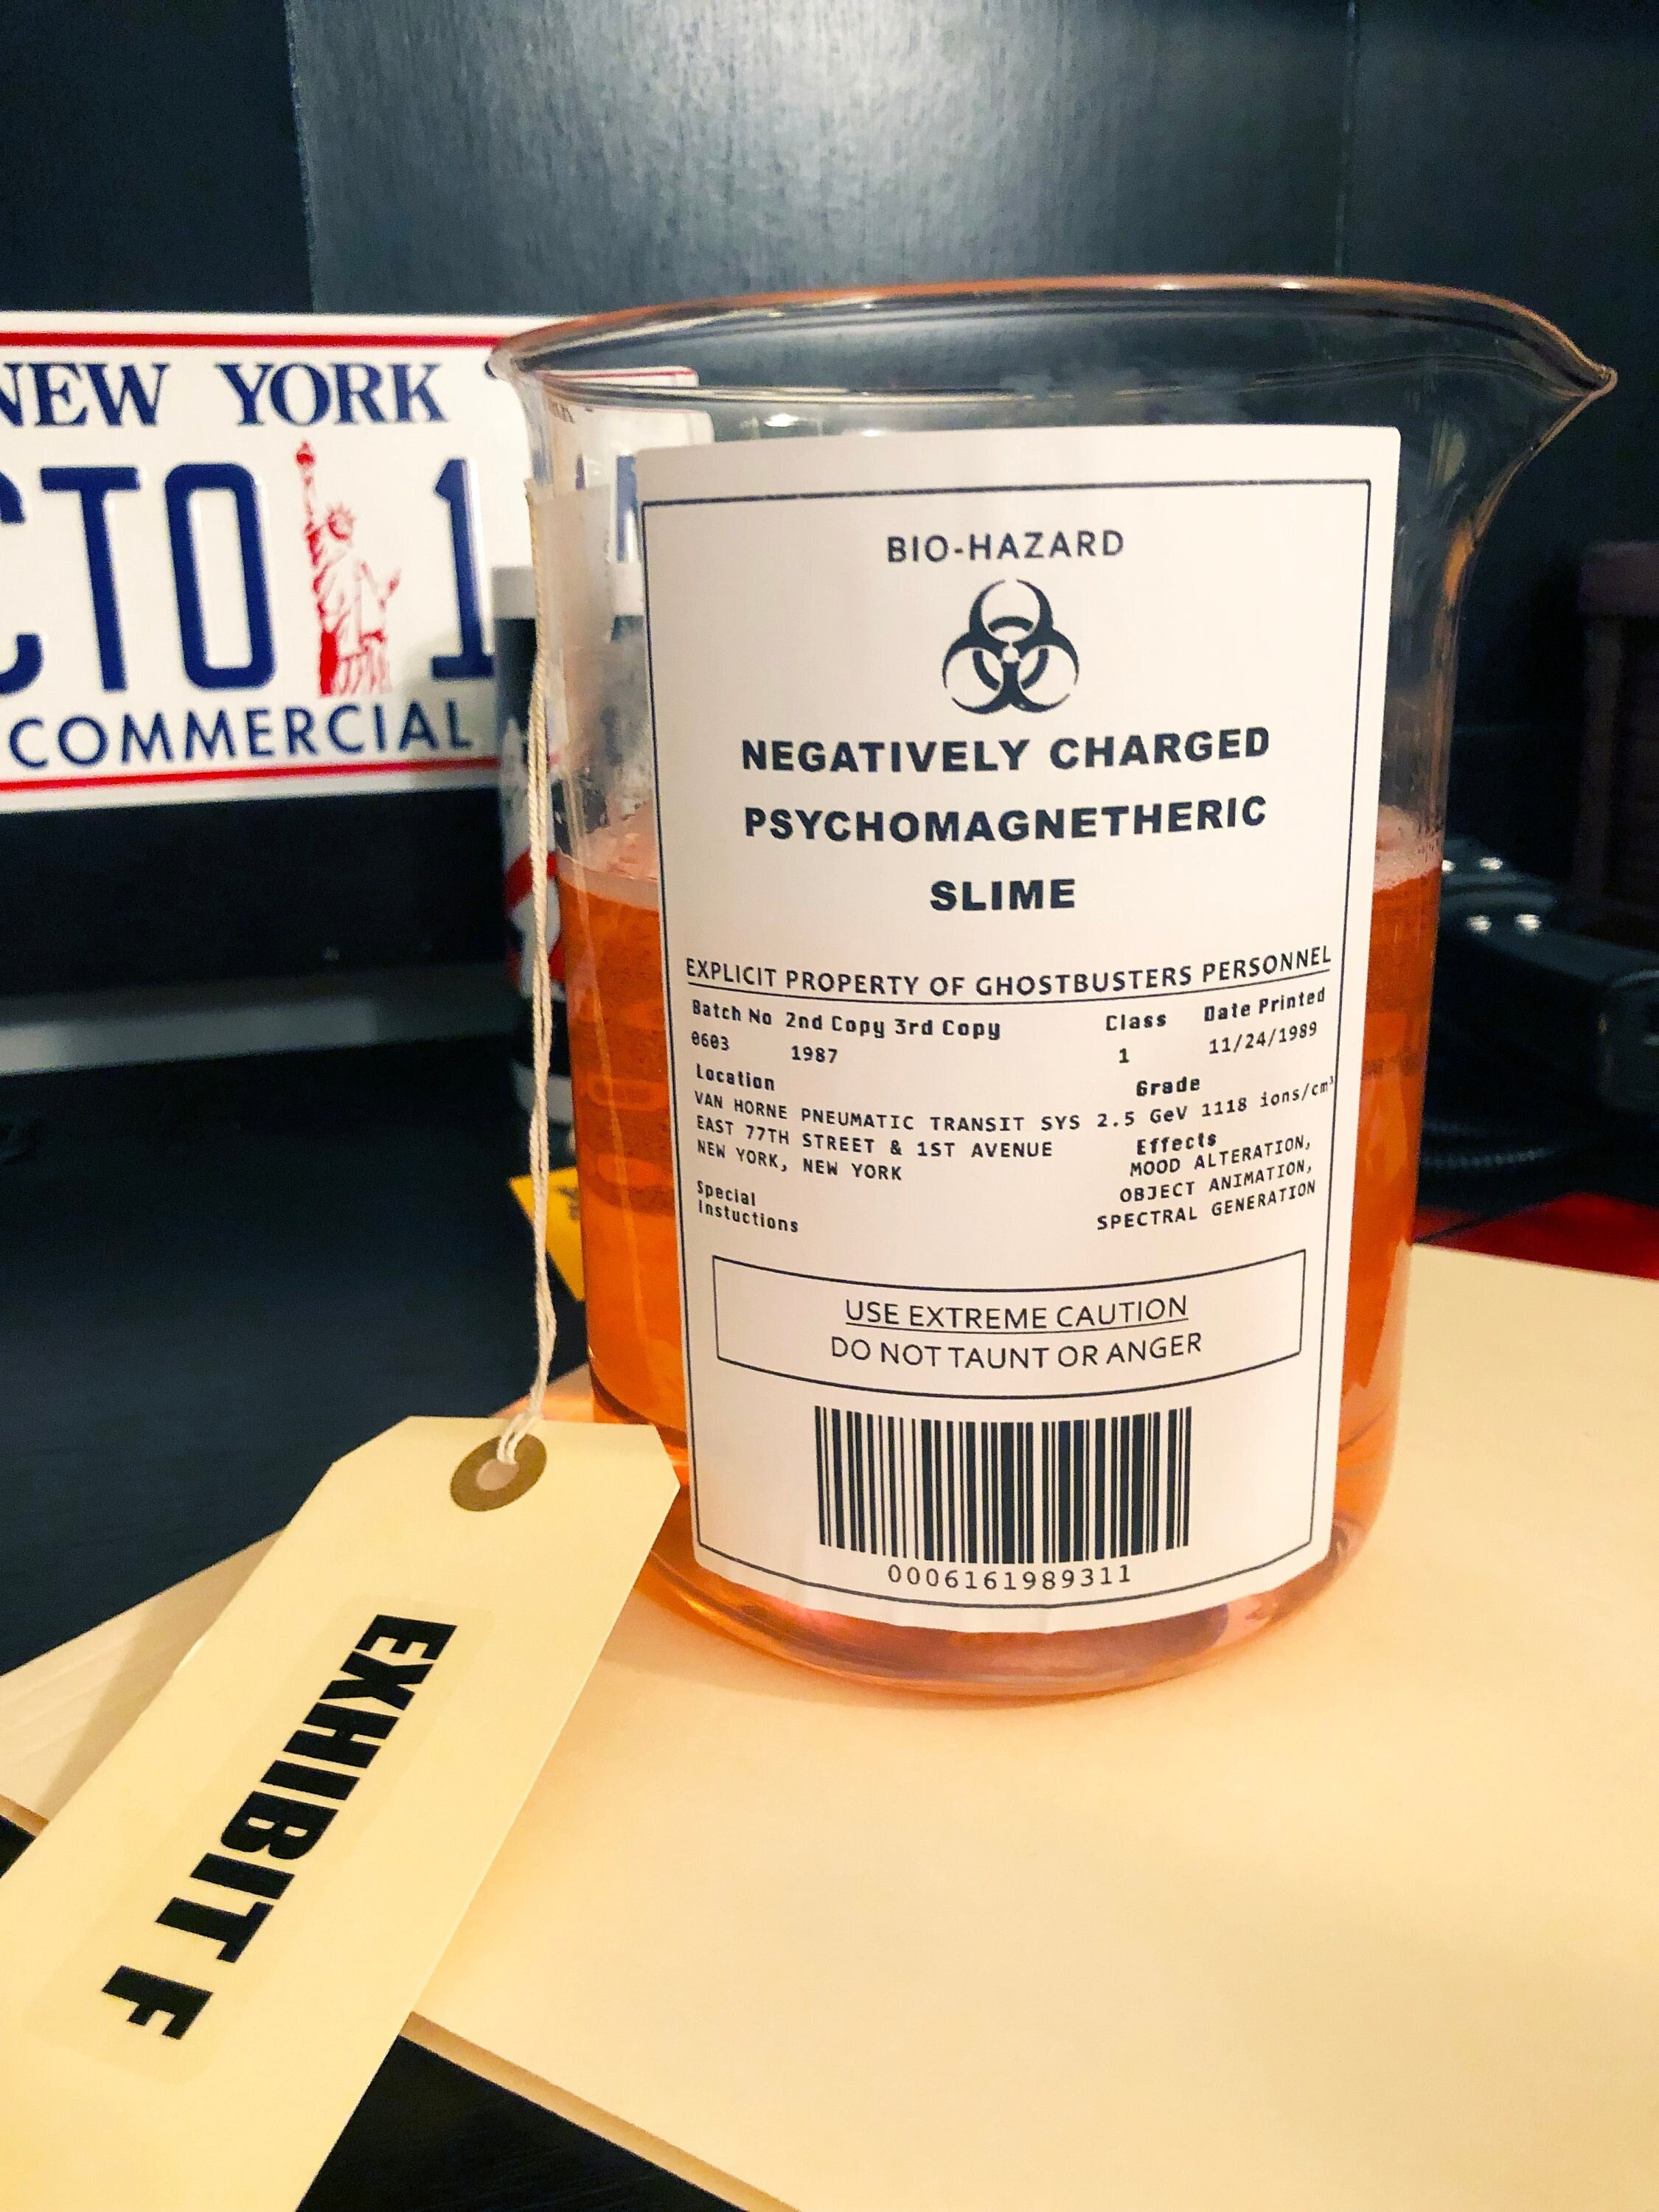 NEW YORK
CTO 1
COMMERCIAL
BIO-HAZARD
NEGATIVELY CHARGED
PSYCHOMAGNETHERIC
SLIME
EXPLICIT PROPERTY OF GHOSTBUSTERS PERSONNEL
Batch No 2nd Copy 3rd Copy Class Date Printed
0603 1987 1 11/24/1989
Location Grade
VAN HORNE PNEUMATIC TRANSIT SYS 2.5 GeV 1118 ions/cm³
EAST 77TH STREET & 1ST AVENUE Effects
NEW YORK, NEW YORK MOOD ALTERATION,
OBJECT ANIMATION,
Special SPECTRAL GENERATION
Instuctions
USE EXTREME CAUTION
DO NOT TAUNT OR ANGER
0006161989311
EXHIBIT F